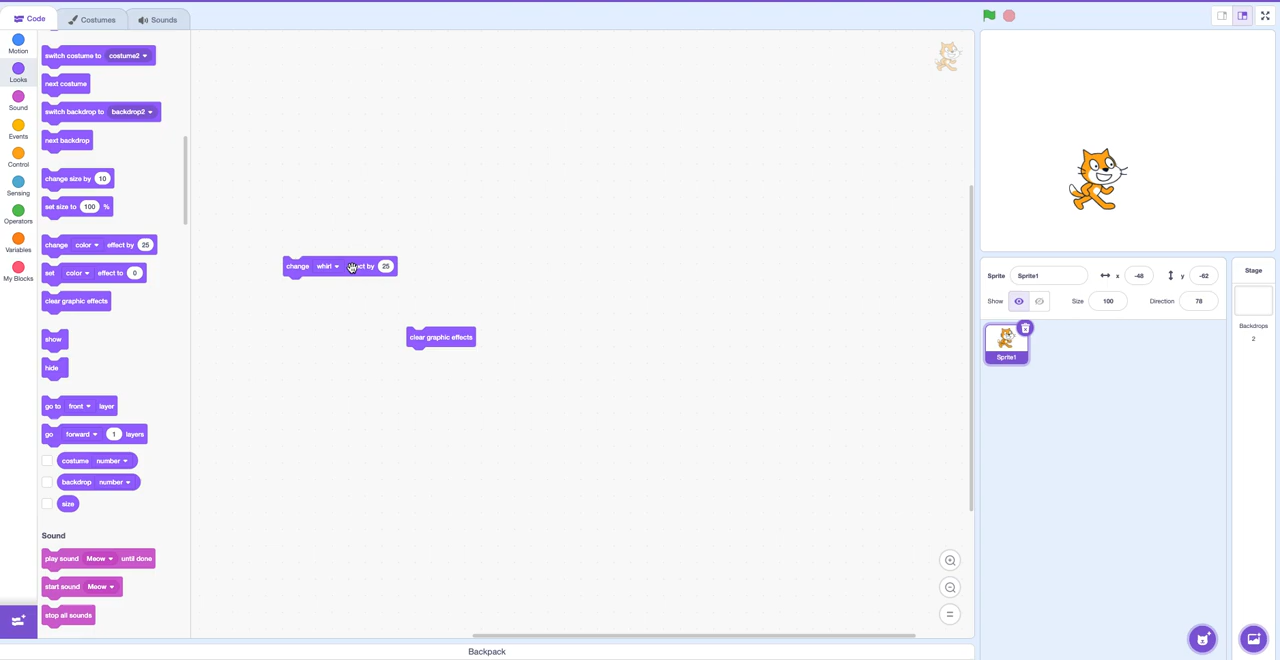 Code
Costumes
Sounds
Motion
Looks
Sound
Events
Control
Sensing
Operators
Variables
My Blocks
switch costume to costume2
next costume
switch backdrop to backdrop2
next backdrop
change size by 10
set size to 100 %
change color effect by 25
set color effect to 0
clear graphic effects
show
hide
go to front layer
go forward 1 layers
costume number
backdrop number
size
Sound
play sound Meow until done
start sound Meow
stop all sounds
change whirl ct by 25
clear graphic effects
Backpack
Sprite Sprite1 x -48 y -62
Show Size 100 Direction 78
Sprite1
Stage
Backdrops
2